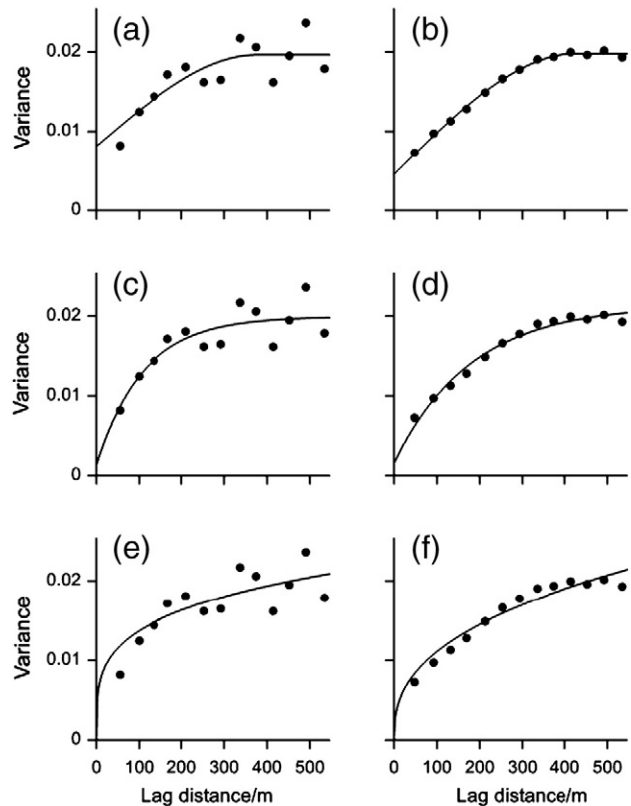 (a) (b)
0.02
Variance
0.01
0
(c) (d)
0.02
Variance
0.01
0
(e) (f)
0.02
Variance
0.01
0
0 100 200 300 400 500 0 100 200 300 400 500
Lag distance/m Lag distance/m